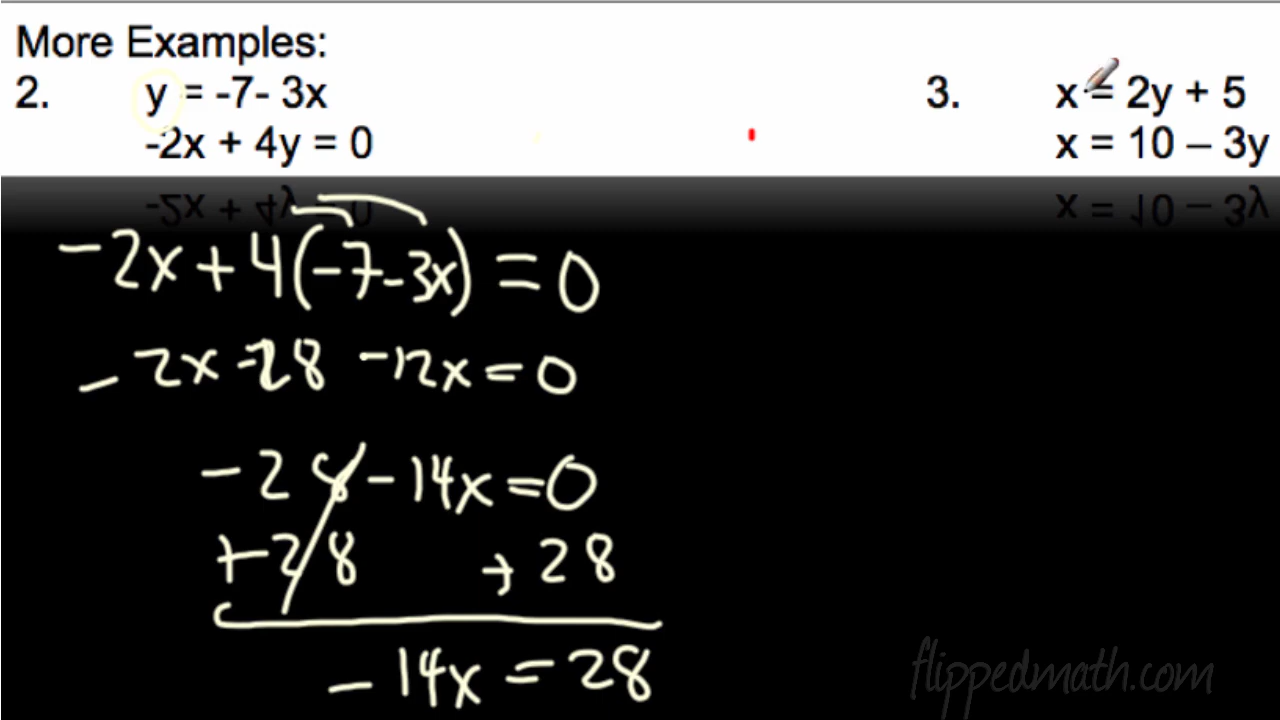 More Examples:
2. y = -7- 3x
-2x + 4y = 0
3. x = 2y + 5
x = 10 – 3y
-2x + 4(-7-3x) = 0
-2x -28 -12x = 0
-28 -14x = 0
+28 +28
-14x = 28
flippedmath.com